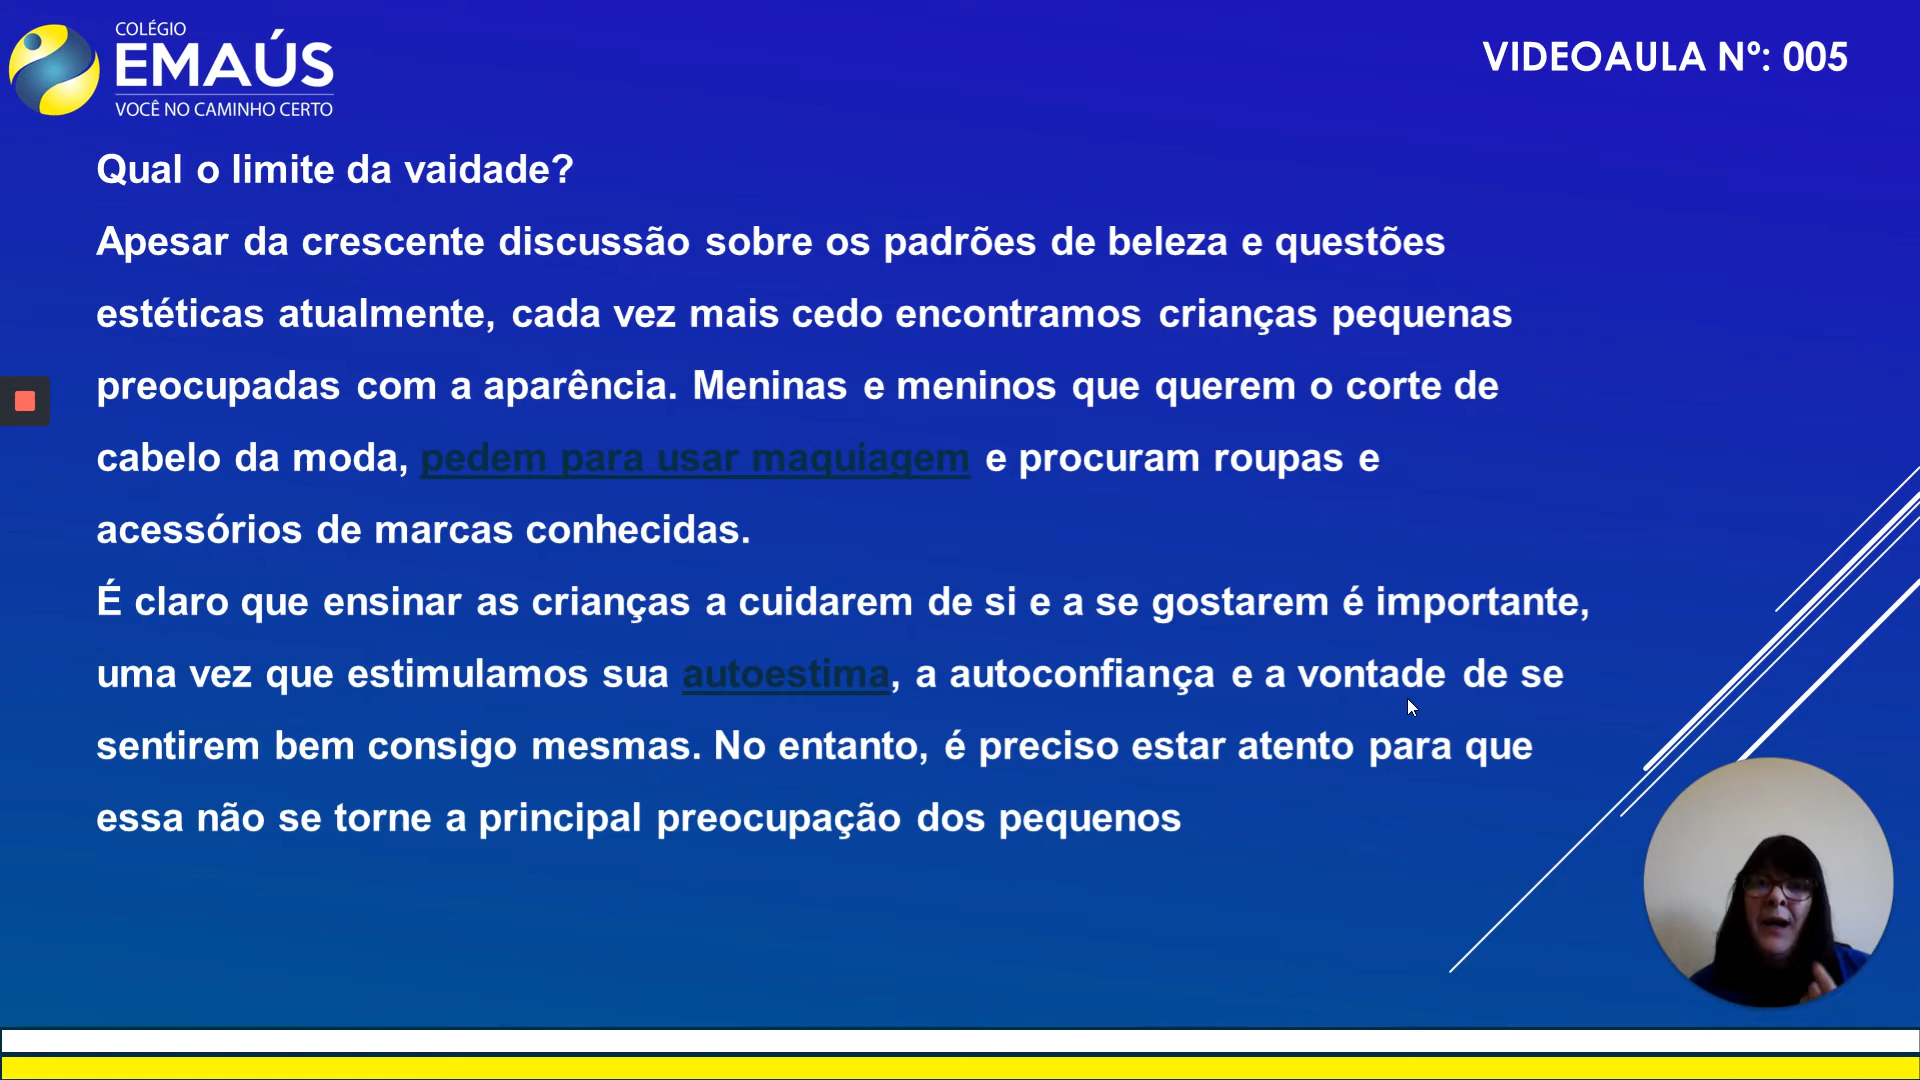 COLÉGIO
EMAÚS
VOCÊ NO CAMINHO CERTO
VIDEOAULA Nº: 005
Qual o limite da vaidade?
Apesar da crescente discussão sobre os padrões de beleza e questões
estéticas atualmente, cada vez mais cedo encontramos crianças pequenas
preocupadas com a aparência. Meninas e meninos que querem o corte de
cabelo da moda, pedem para usar maquiagem e procuram roupas e
acessórios de marcas conhecidas.
É claro que ensinar as crianças a cuidarem de si e a se gostarem é importante,
uma vez que estimulamos sua autoestima, a autoconfiança e a vontade de se
sentirem bem consigo mesmas. No entanto, é preciso estar atento para que
essa não se torne a principal preocupação dos pequenos